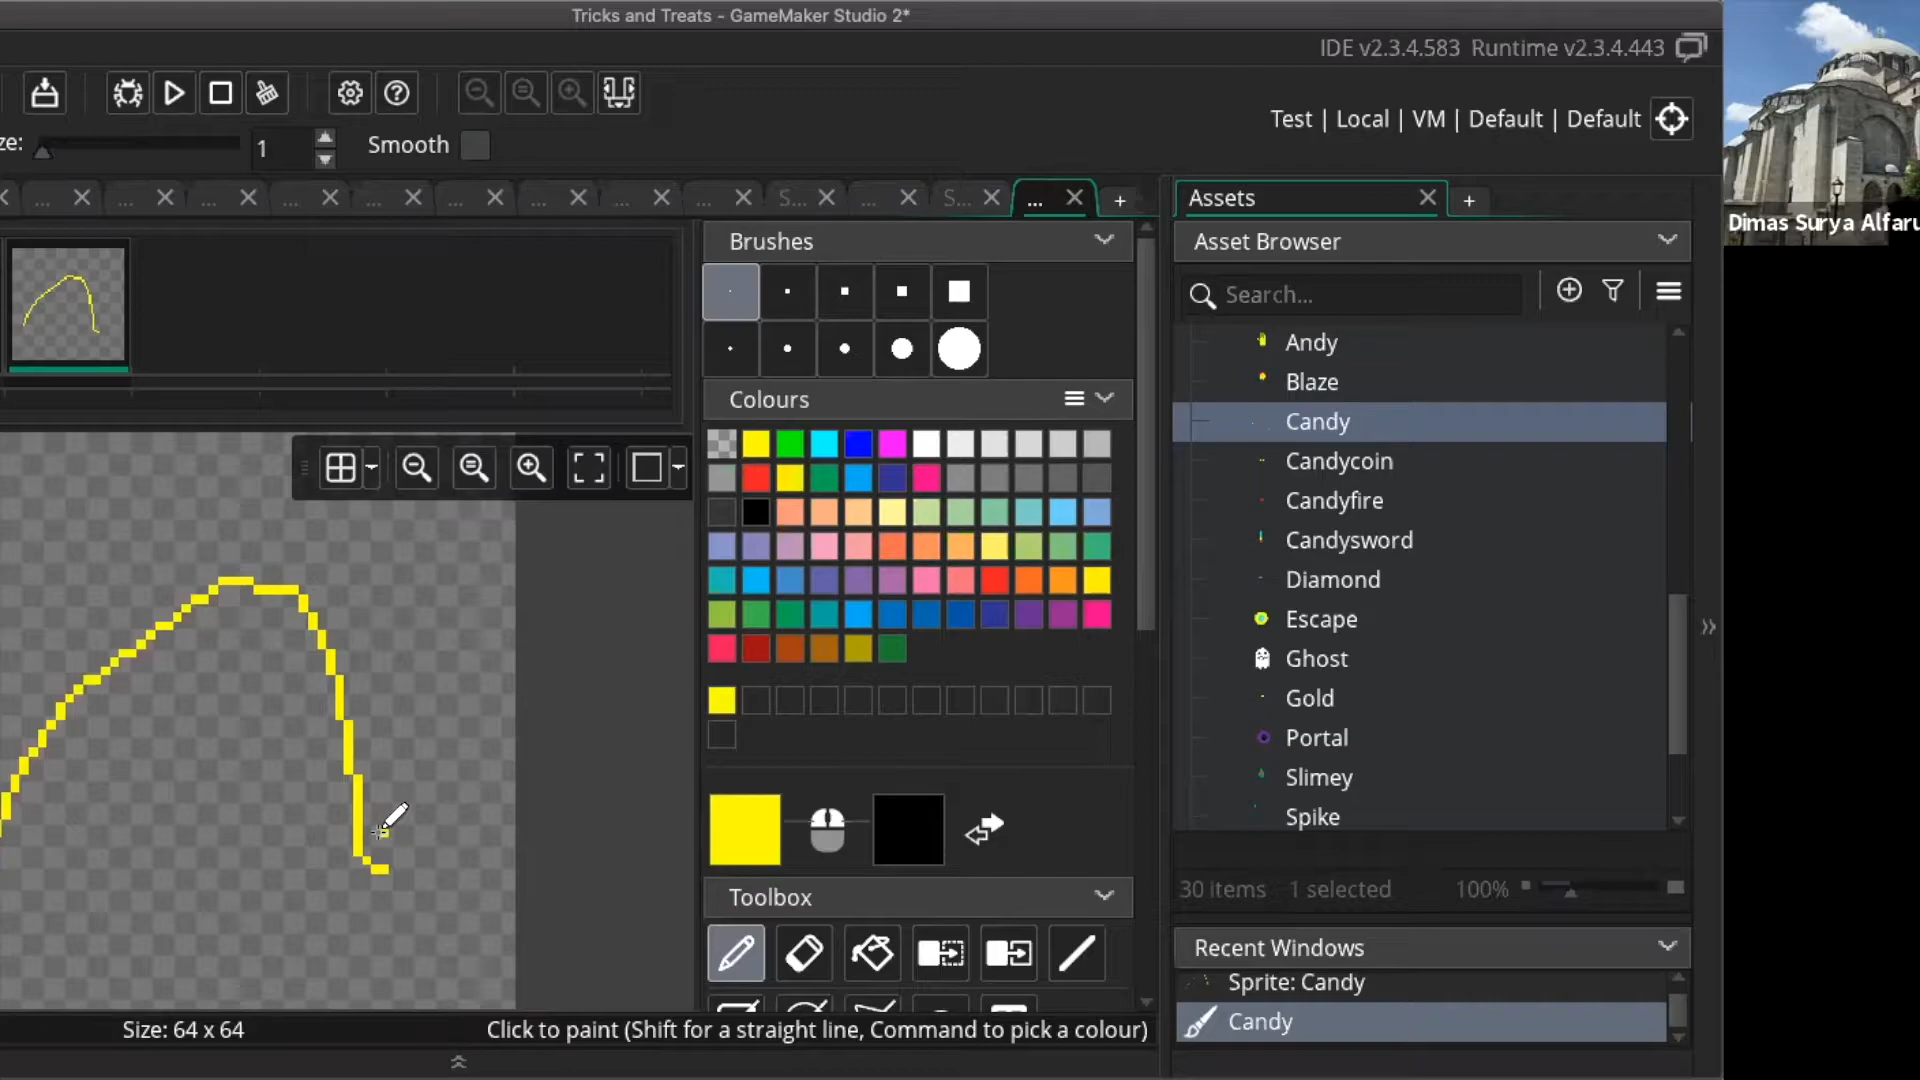 Tricks and Treats - GameMaker Studio 2*
IDE v2.3.4.583 Runtime v2.3.4.443
Test | Local | VM | Default | Default
ze:
1
Smooth
...
...
...
...
...
...
...
...
...
S...
...
S...
...
Assets
Dimas Surya Alfaru
Brushes
Asset Browser
Search...
Andy
Blaze
Colours
Candy
Candycoin
Candyfire
Candysword
Diamond
Escape
Ghost
Gold
Portal
Slimey
Spike
30 items 1 selected 100%
Toolbox
Recent Windows
Sprite: Candy
Candy
Size: 64 x 64
Click to paint (Shift for a straight line, Command to pick a colour)